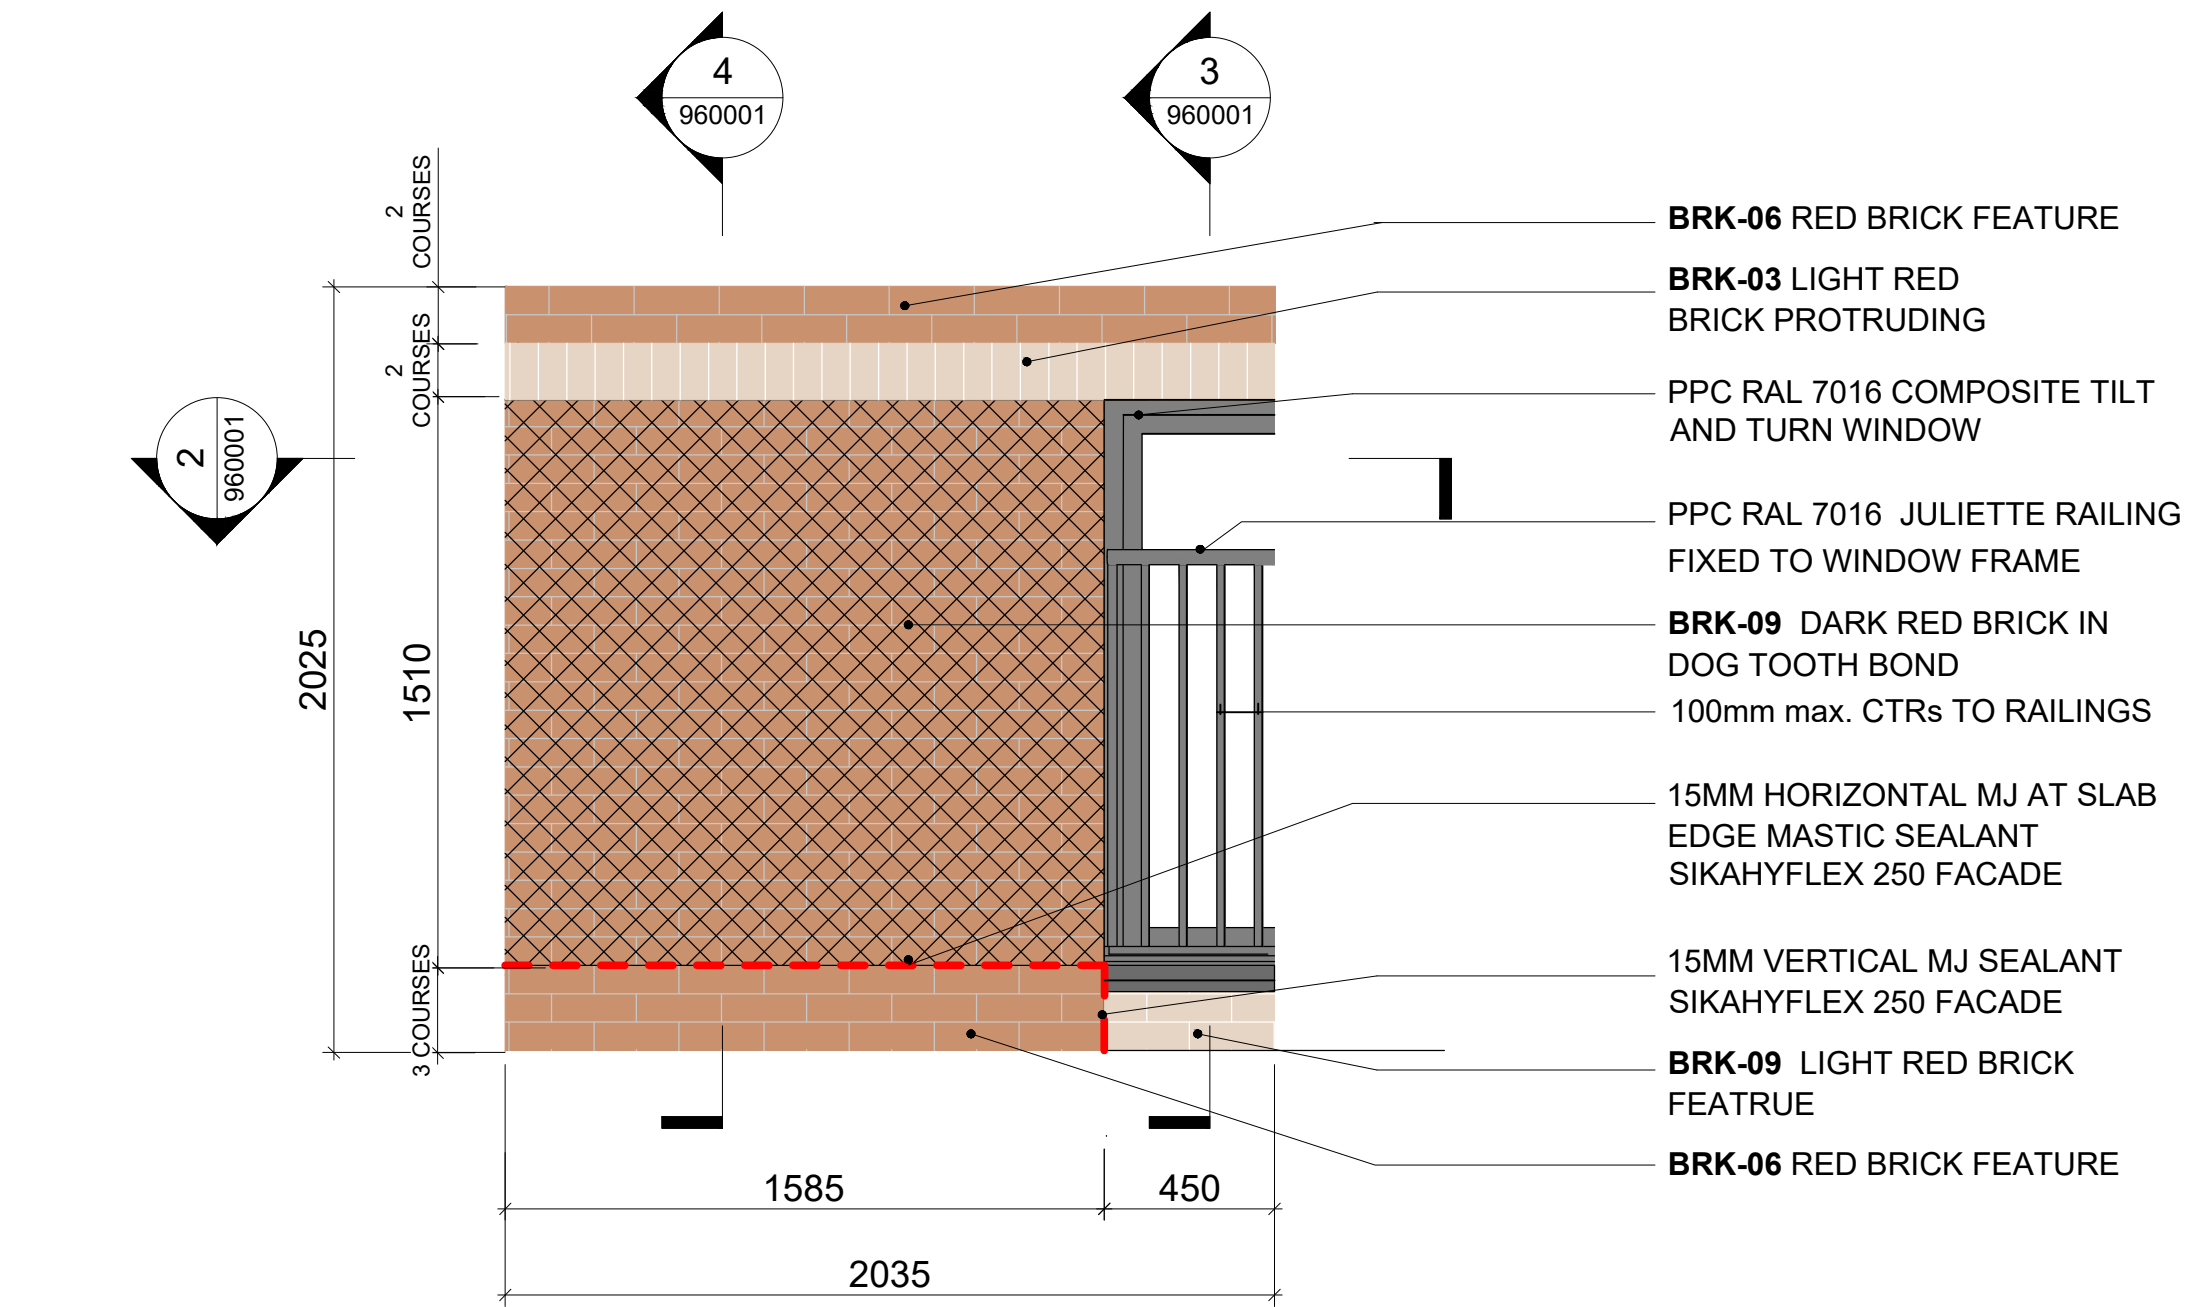 4
960001
3
960001
2
COURSES
2
COURSES
2
960001
2025
1510
3 COURSES
BRK-06 RED BRICK FEATURE
BRK-03 LIGHT RED
BRICK PROTRUDING
PPC RAL 7016 COMPOSITE TILT
AND TURN WINDOW
PPC RAL 7016 JULIETTE RAILING
FIXED TO WINDOW FRAME
BRK-09 DARK RED BRICK IN
DOG TOOTH BOND
100mm max. CTRs TO RAILINGS
15MM HORIZONTAL MJ AT SLAB
EDGE MASTIC SEALANT
SIKAHYFLEX 250 FACADE
15MM VERTICAL MJ SEALANT
SIKAHYFLEX 250 FACADE
BRK-09 LIGHT RED BRICK
FEATRUE
BRK-06 RED BRICK FEATURE
1585
450
2035